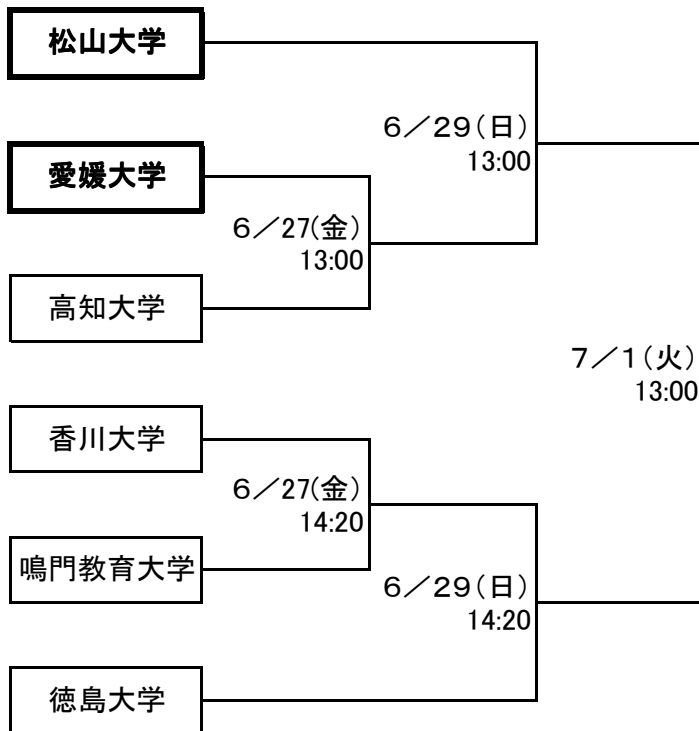 松山大学
6／29(日)
13:00
愛媛大学
6／27(金)
13:00
高知大学
7／1(火)
13:00
香川大学
6／27(金)
14:20
鳴門教育大学
6／29(日)
14:20
徳島大学